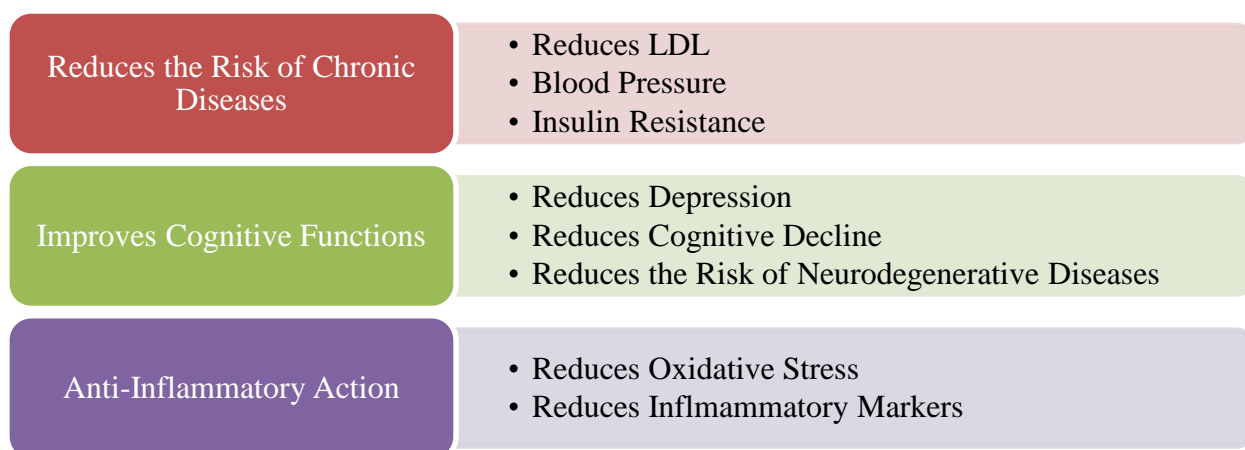 Reduces the Risk of Chronic
Diseases
• Reduces LDL
• Blood Pressure
• Insulin Resistance
Improves Cognitive Functions
• Reduces Depression
• Reduces Cognitive Decline
• Reduces the Risk of Neurodegenerative Diseases
Anti-Inflammatory Action
• Reduces Oxidative Stress
• Reduces Inflmammatory Markers